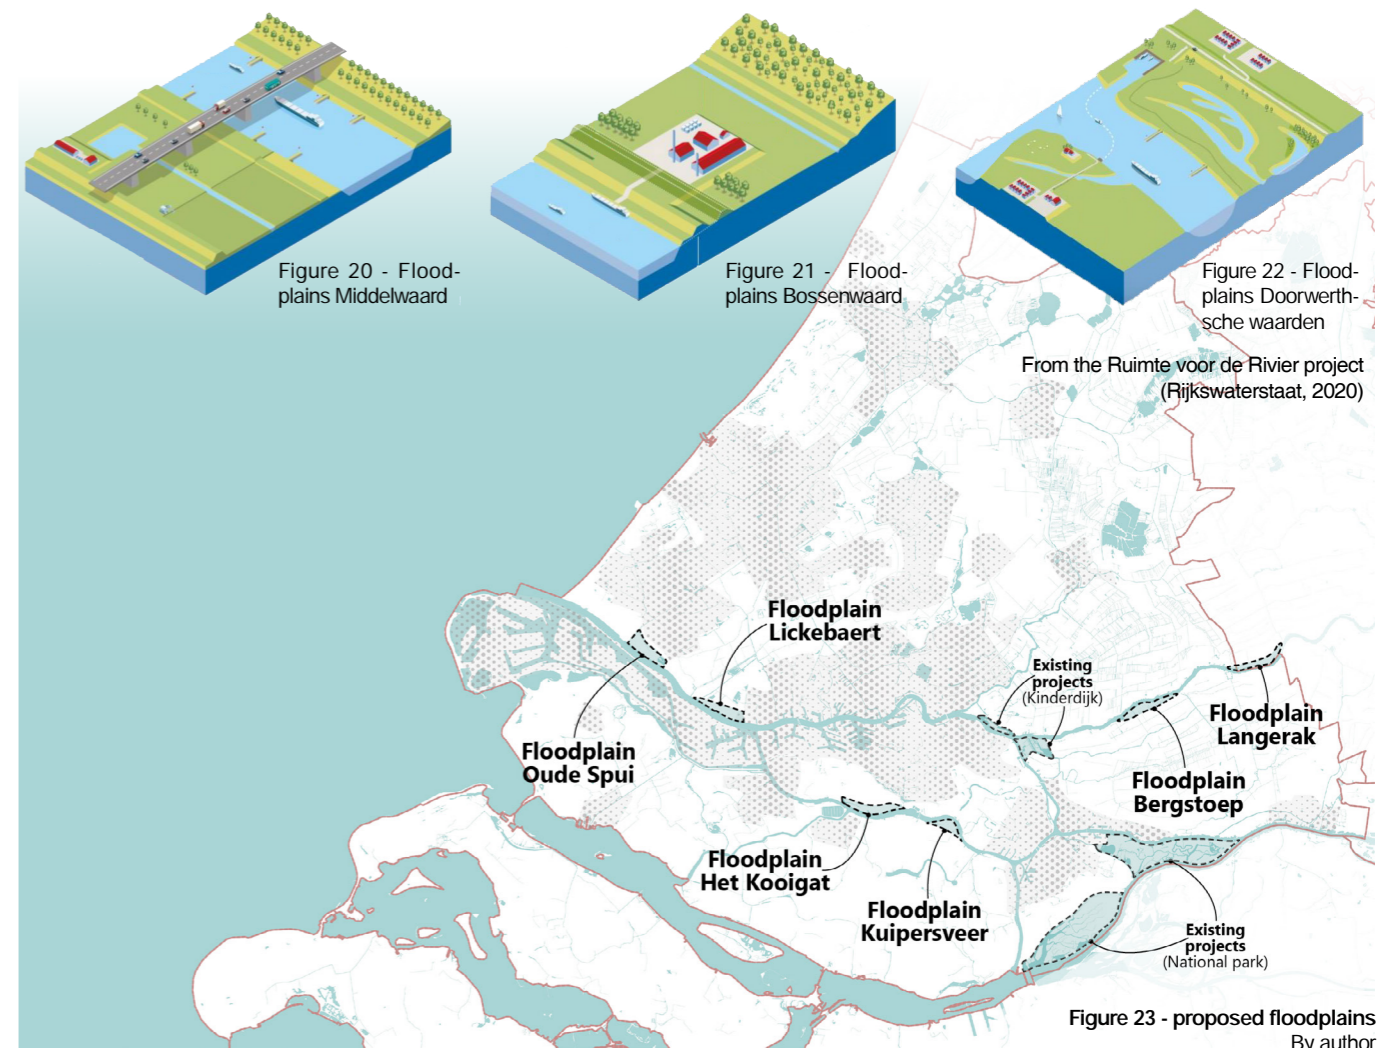 Figure 20 - Flood-
plains Middelwaard
Figure 21 - Flood-
plains Bossenwaard
Figure 22 - Flood-
plains Doorwerth-
sche waarden
From the Ruimte voor de Rivier project
(Rijkswaterstaat, 2020)
Floodplain
Lickebaert
Existing
projects
(Kinderdijk)
Floodplain
Langerak
Floodplain
Oude Spui
Floodplain
Bergstoep
Floodplain
Het Kooigat
Floodplain
Kuipersveer
Existing
projects
(National park)
Figure 23 - proposed floodplains
By author